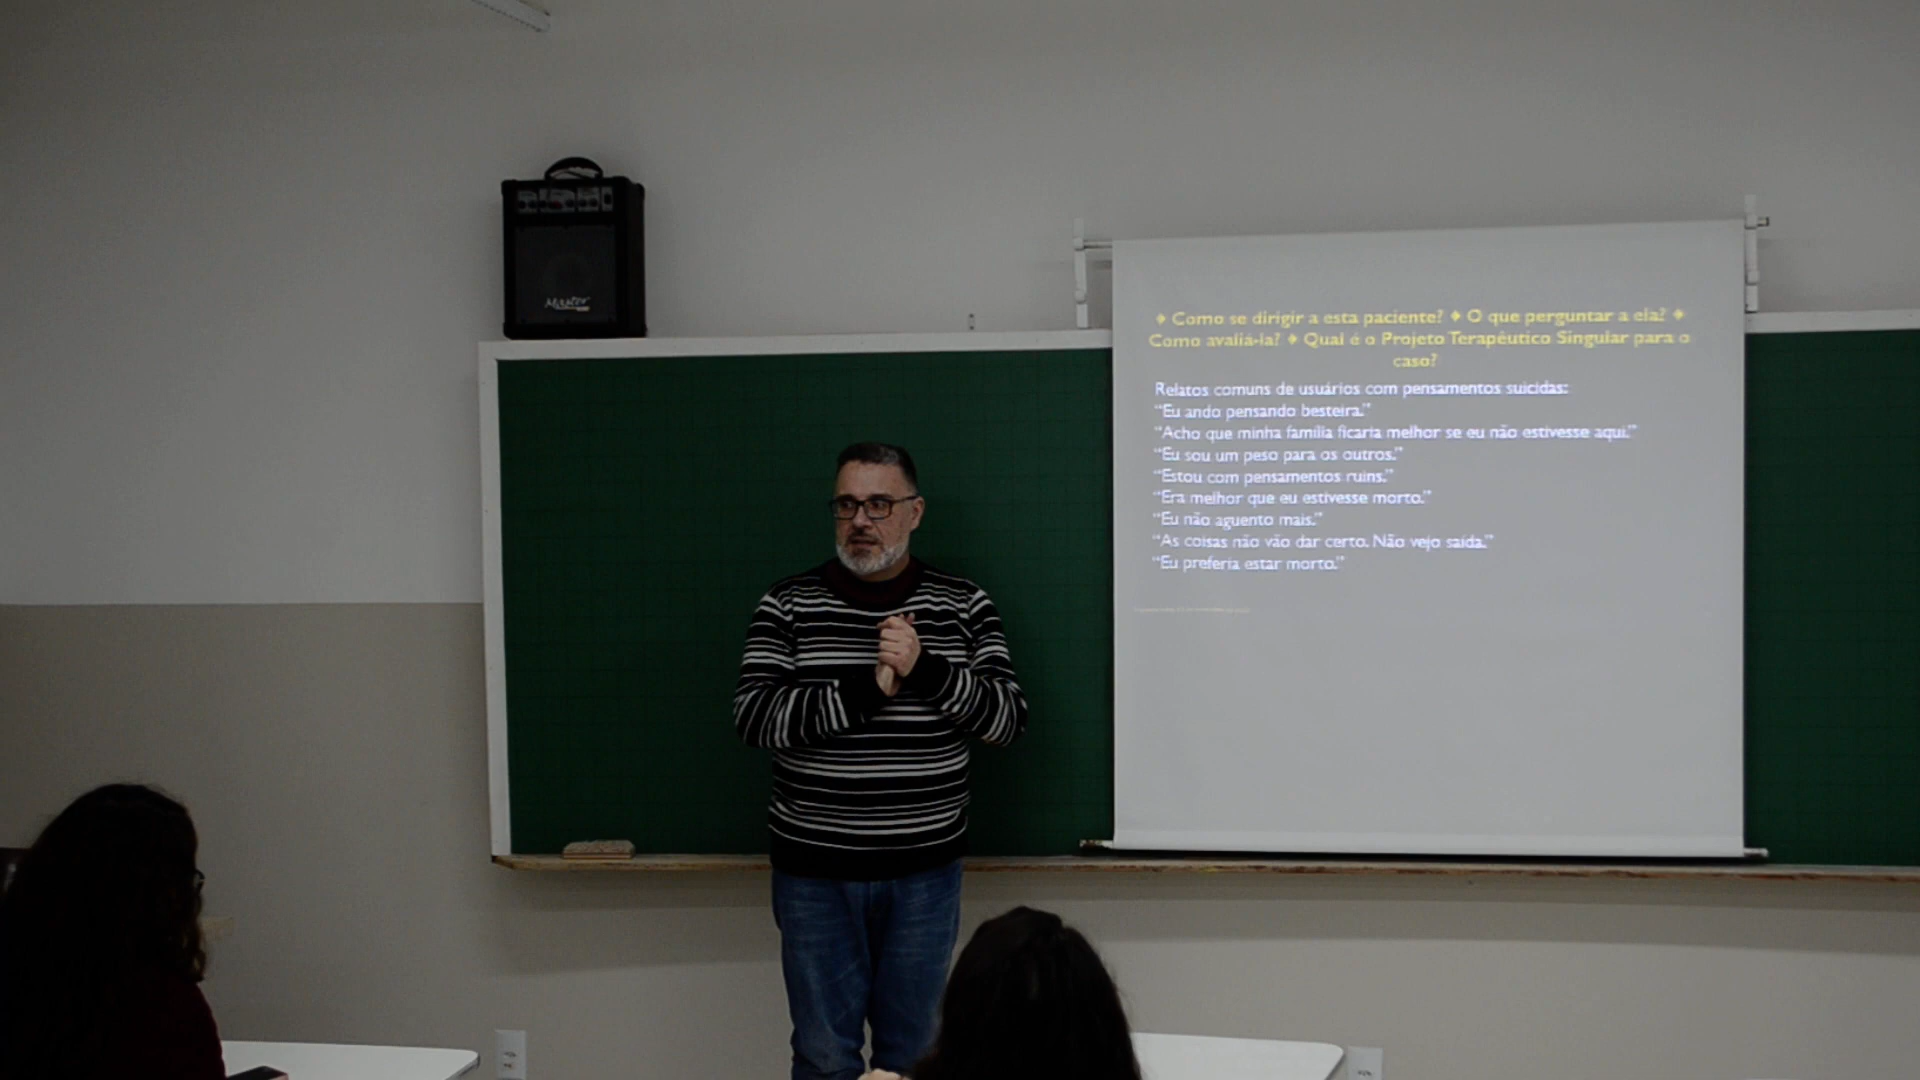 Master
◆ Como se dirigir a esta paciente? ◆ O que perguntar a ela? ◆
Como avaliá-la? ◆ Qual é o Projeto Terapêutico Singular para o
caso?
Relatos comuns de usuários com pensamentos suicidas:
“Eu ando pensando besteira.”
“Acho que minha família ficaria melhor se eu não estivesse aqui.”
“Eu sou um peso para os outros.”
“Estou com pensamentos ruins.”
“Era melhor que eu estivesse morto.”
“Eu não aguento mais.”
“As coisas não vão dar certo. Não vejo saída.”
“Eu preferia estar morto.”